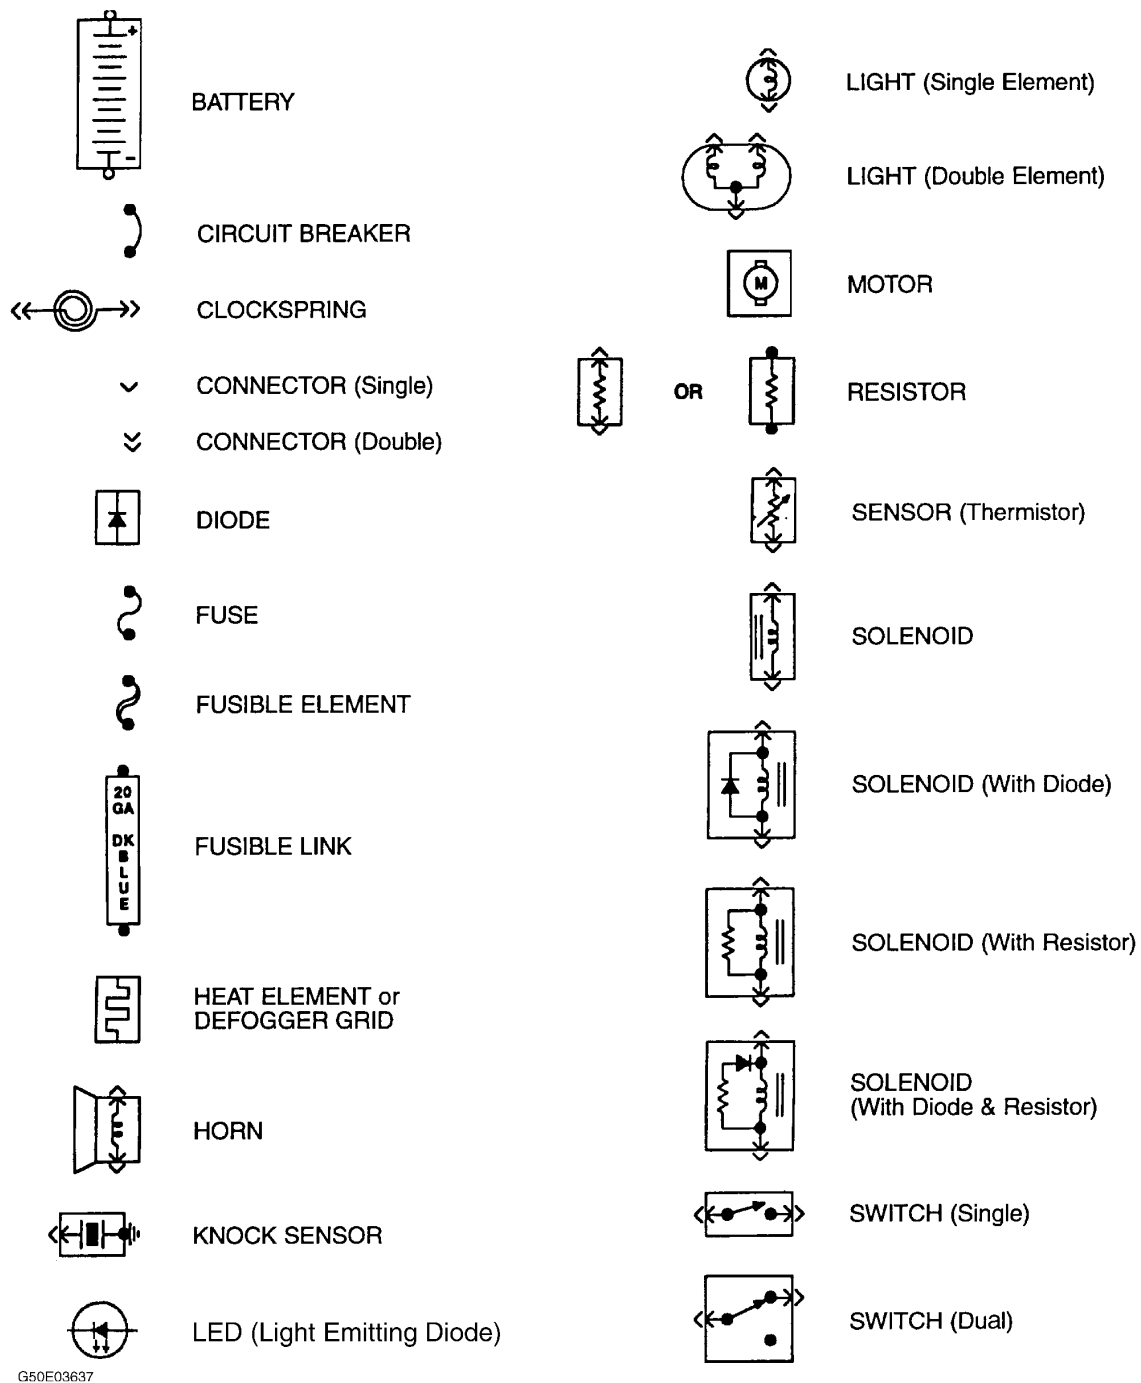 +
BATTERY
-
CIRCUIT BREAKER
CLOCKSPRING
CONNECTOR (Single)
CONNECTOR (Double)
DIODE
FUSE
FUSIBLE ELEMENT
20
GA
DK
B
L
U
E
FUSIBLE LINK
HEAT ELEMENT or
DEFOGGER GRID
HORN
KNOCK SENSOR
LED (Light Emitting Diode)
G50E03637
LIGHT (Single Element)
LIGHT (Double Element)
M
MOTOR
OR
RESISTOR
SENSOR (Thermistor)
SOLENOID
SOLENOID (With Diode)
SOLENOID (With Resistor)
SOLENOID
(With Diode & Resistor)
SWITCH (Single)
SWITCH (Dual)